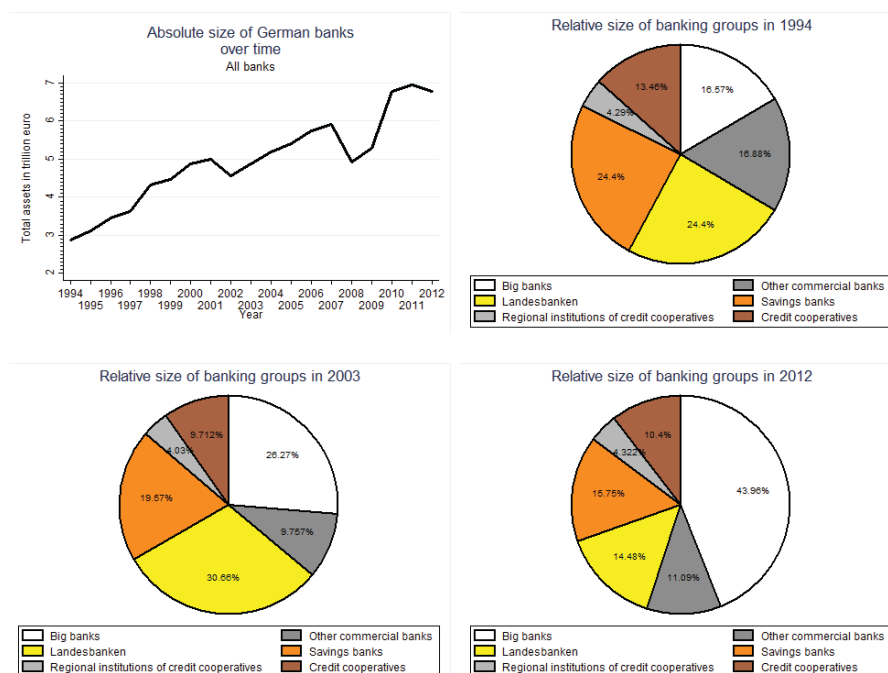 Absolute size of German banks
over time
All banks
Total assets in trillion euro
7
6
5
4
3
2
1994 1996 1998 2000 2002 2004 2006 2008 2010 2012
1995 1997 1999 2001 2003 2005 2007 2009 2011
Year
Relative size of banking groups in 1994
13.46%
16.57%
4.29%
16.88%
24.4%
24.4%
Big banks Other commercial banks
Landesbanken Savings banks
Regional institutions of credit cooperatives Credit cooperatives
Relative size of banking groups in 2003
9.712%
4.03%
26.27%
19.57%
9.757%
30.66%
Big banks Other commercial banks
Landesbanken Savings banks
Regional institutions of credit cooperatives Credit cooperatives
Relative size of banking groups in 2012
10.4%
4.322%
43.96%
15.75%
14.48%
11.09%
Big banks Other commercial banks
Landesbanken Savings banks
Regional institutions of credit cooperatives Credit cooperatives